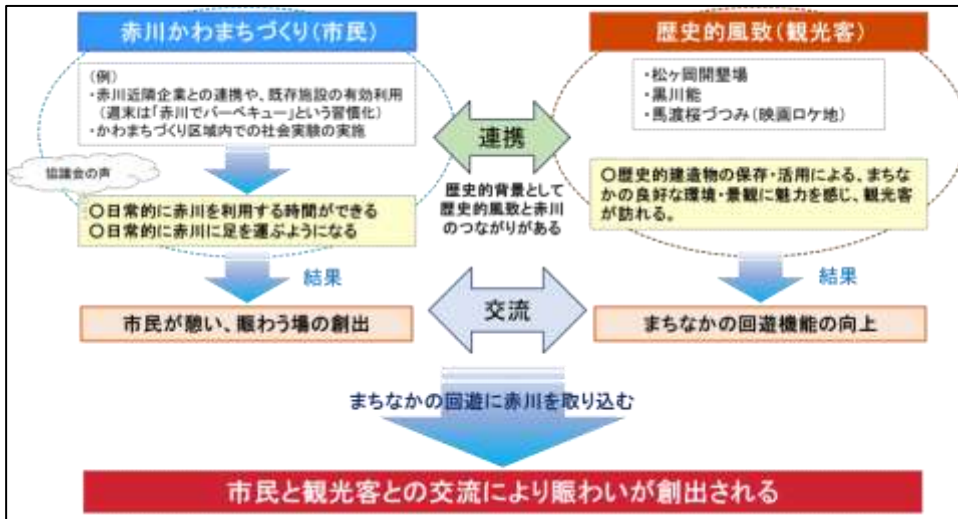 赤川かわまちづくり(市民)
(例)
・赤川近隣企業との連携や、既存施設の有効利用
(週末は「赤川でバーベキュー」という習慣化)
・かわまちづくり区域内での社会実験の実施
協議会の声
〇日常的に赤川を利用する時間ができる
〇日常的に赤川に足を運ぶようになる
結果
市民が憩い、賑わう場の創出
連携
歴史的背景として
歴史的風致と赤川
のつながりがある
交流
歴史的風致(観光客)
・松ヶ岡開墾場
・黒川能
・馬渡桜づつみ(映画ロケ地)
〇歴史的建造物の保存・活用による、まちな
かの良好な環境・景観に魅力を感じ、観光客
が訪れる。
結果
まちなかの回遊機能の向上
まちなかの回遊に赤川を取り込む
市民と観光客との交流により賑わいが創出される